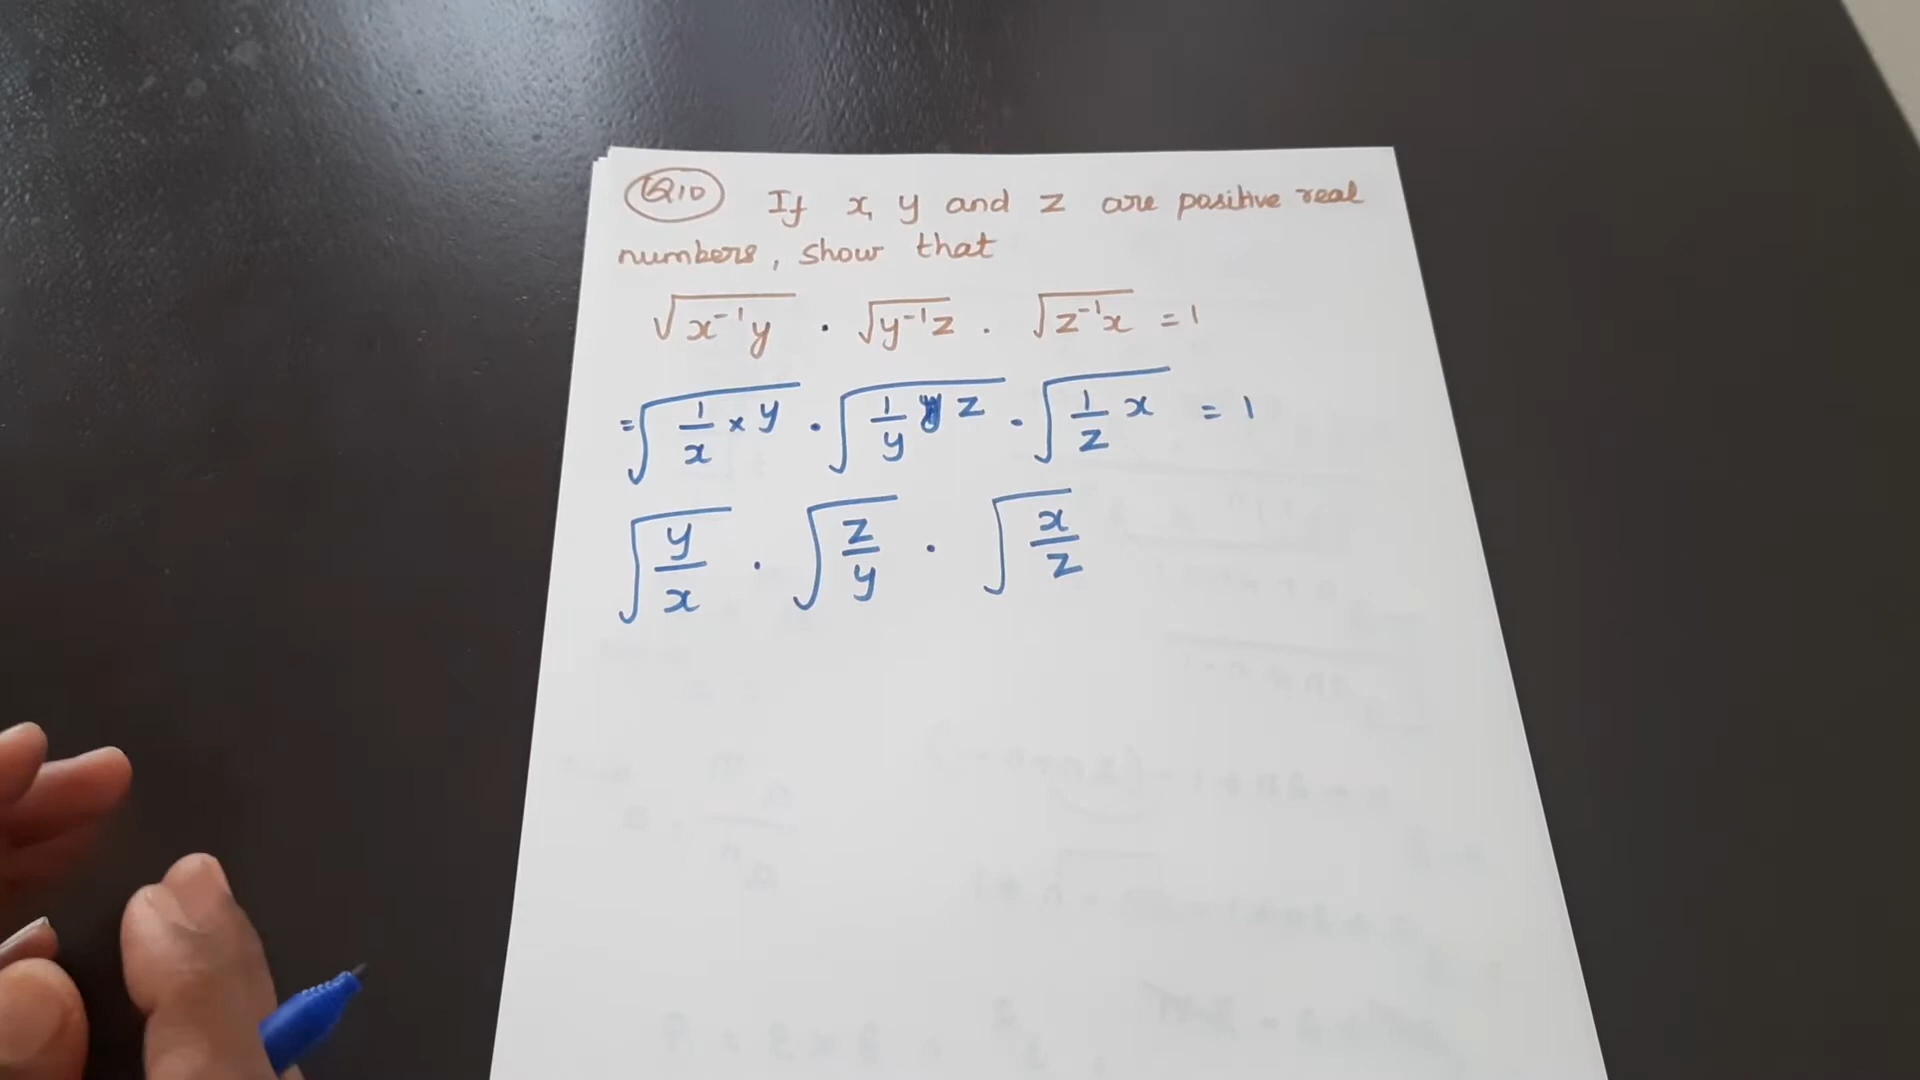 Q10 If x, y and z are positive real
numbers, show that
√(x⁻¹y) · √(y⁻¹z) · √(z⁻¹x) = 1
= √(1/x × y) · √(1/y z) · √(1/z x) = 1
√(y/x) · √(z/y) · √(x/z)